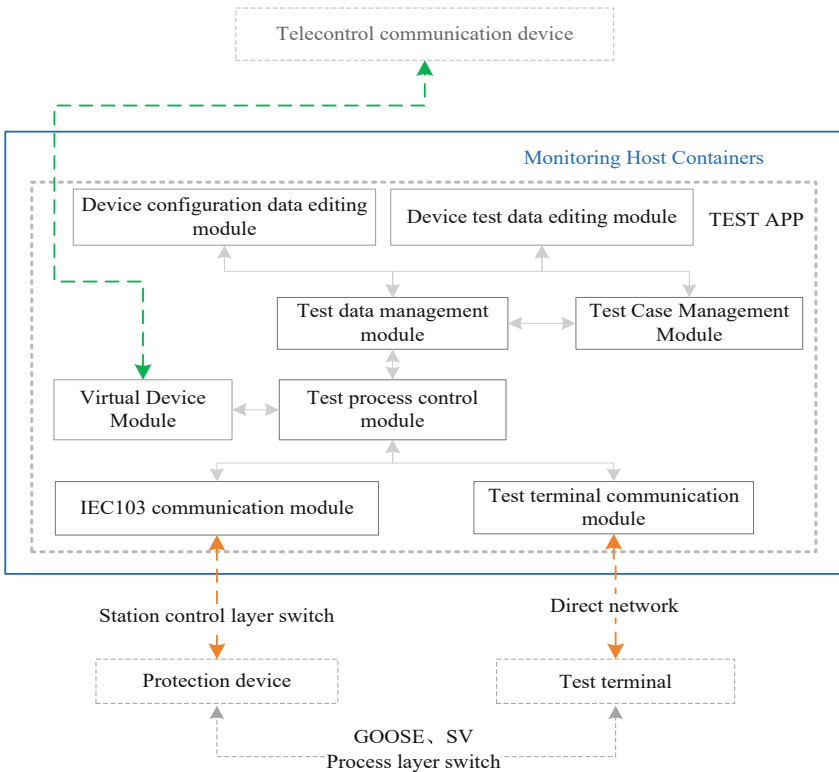 Telecontrol communication device
Monitoring Host Containers
Device configuration data editing
module
Device test data editing module
TEST APP
Test data management
module
Test Case Management
Module
Virtual Device
Module
Test process control
module
IEC103 communication module
Test terminal communication
module
Station control layer switch
Direct network
Protection device
Test terminal
GOOSE、SV
Process layer switch